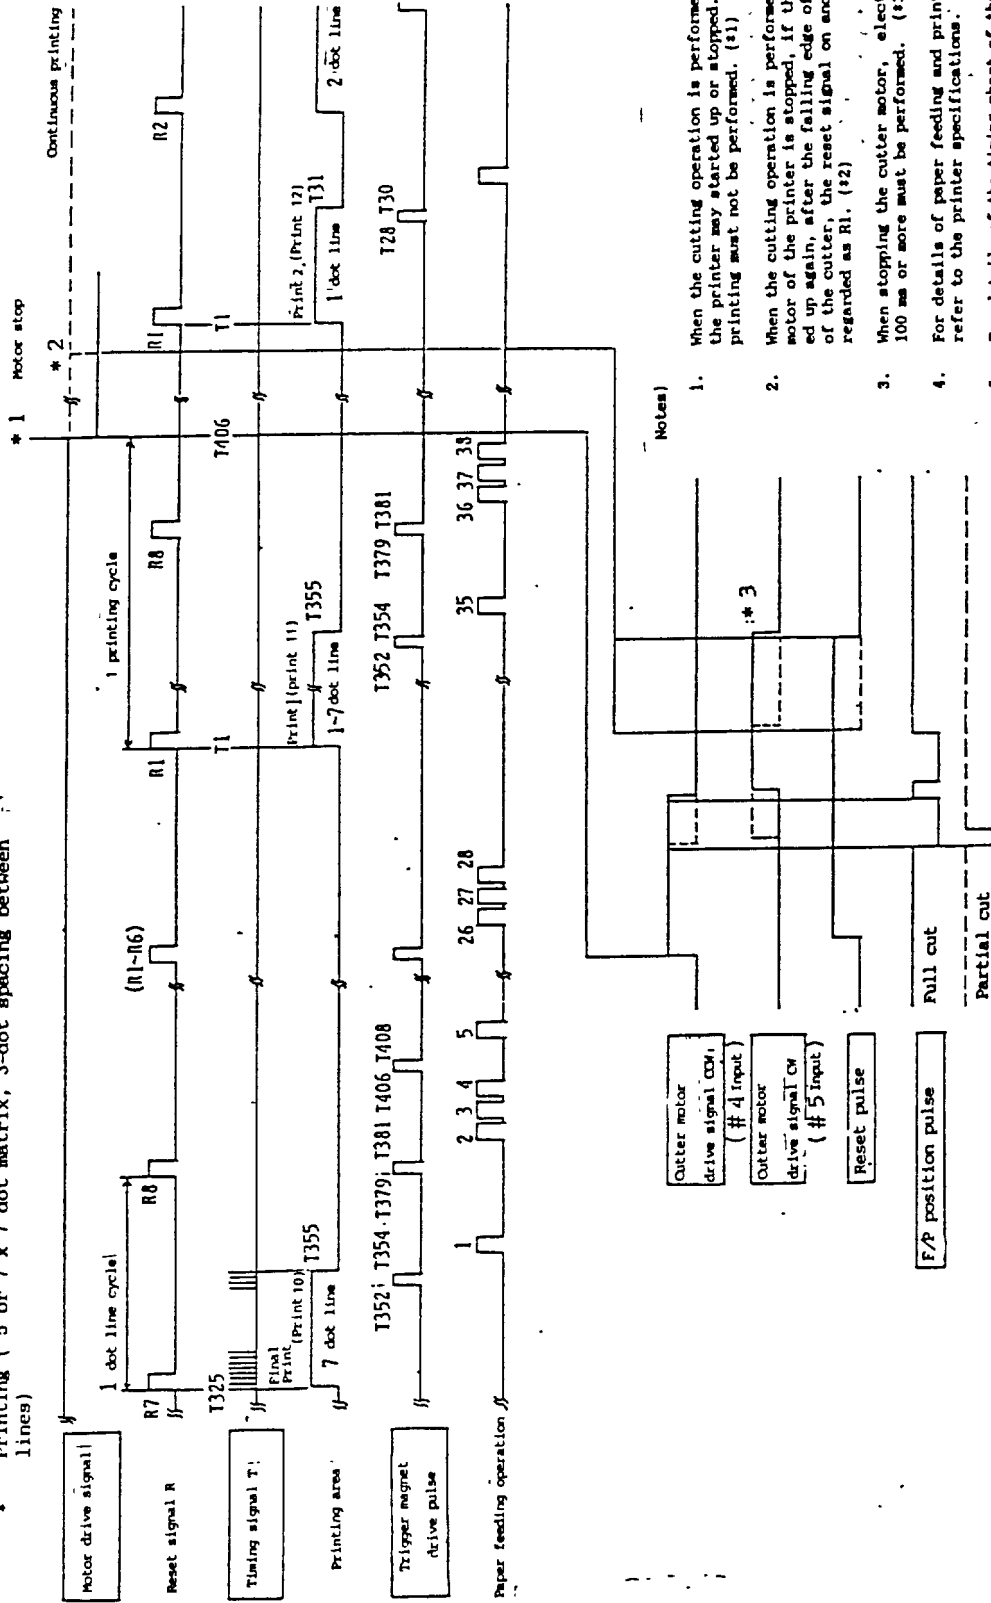 * Printing ( 5 or 7 x 7 dot matrix, 3-dot spacing between
lines)
* 1 Motor stop
* 2
Continuous printing
Motor drive signal
1 dot line cycle
1 printing cycle
Reset signal R
R7
R8
(R1~R6)
R1
R8
R1
R2
Timing signal T
T325
T1
T406
T1
Printing area
Final
Print
(Print 10)
7 dot line
T355
Print 1 (print 11)
1~7 dot line
T355
Print 2,(Print 12)
1 dot line
T31
2 dot line
Trigger magnet
drive pulse
T352
T354
T379
T381
T406
T408
T352
T354
T379
T381
T28
T30
Paper feeding operation
1
2
3
4
5
26
27
28
35
36
37
38
Cutter motor
drive signal CCW
( # 4 Input )
Cutter motor
drive signal CW
( # 5 Input )
* 3
Reset pulse
F/P position pulse
Full cut
Partial cut
Notes)
1. When the cutting operation is performe
the printer may started up or stopped.
printing must not be performed. (*1)
2. When the cutting operation is performe
motor of the printer is stopped, if th
ed up again, after the falling edge of
of the cutter, the reset signal on and
regarded as R1. (*2)
3. When stopping the cutter motor, elec
100 ms or more must be performed.
4. For details of paper feeding and prin
refer to the printer specifications.